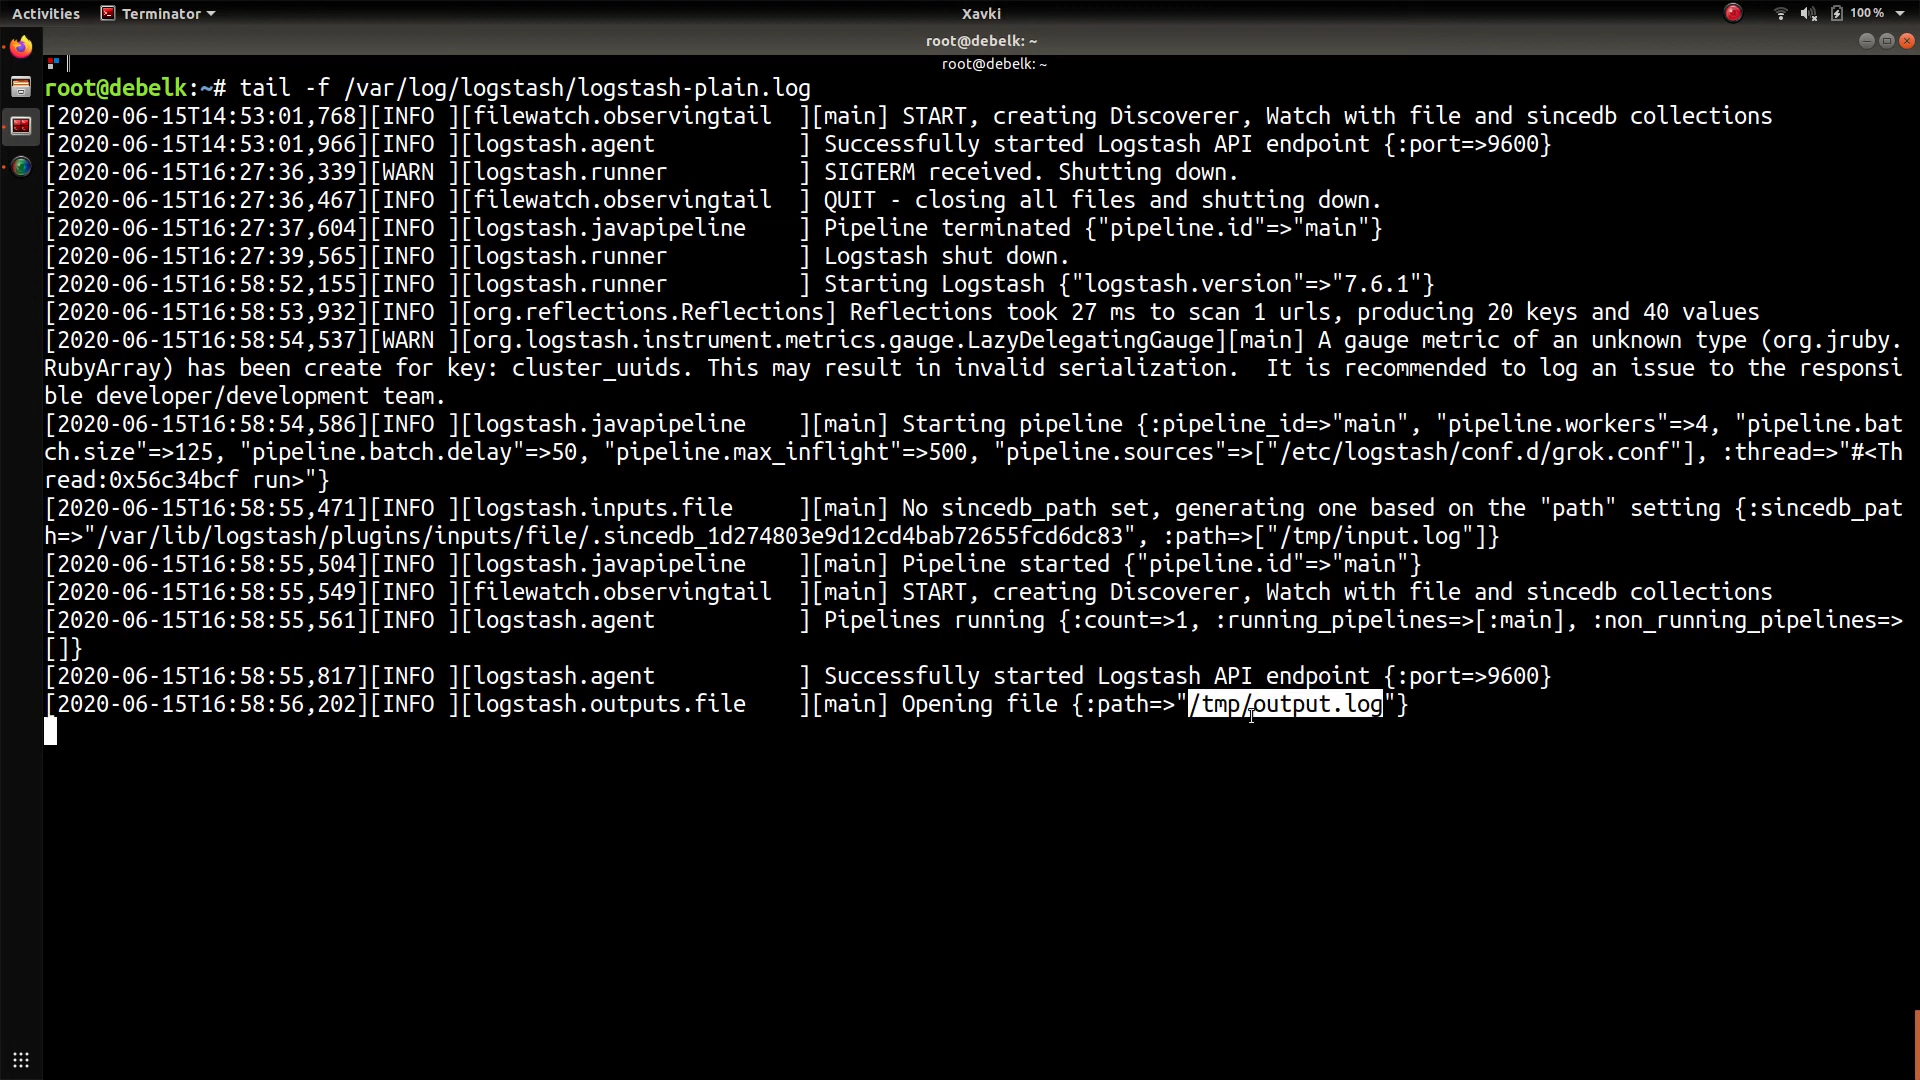 Activities Terminator Xavki 100%
root@debelk: ~
root@debelk: ~
root@debelk:~# tail -f /var/log/logstash/logstash-plain.log
[2020-06-15T14:53:01,768][INFO ][filewatch.observingtail  ][main] START, creating Discoverer, Watch with file and sincedb collections
[2020-06-15T14:53:01,966][INFO ][logstash.agent           ] Successfully started Logstash API endpoint {:port=>9600}
[2020-06-15T16:27:36,339][WARN ][logstash.runner          ] SIGTERM received. Shutting down.
[2020-06-15T16:27:36,467][INFO ][filewatch.observingtail  ] QUIT - closing all files and shutting down.
[2020-06-15T16:27:37,604][INFO ][logstash.javapipeline    ] Pipeline terminated {"pipeline.id"=>"main"}
[2020-06-15T16:27:39,565][INFO ][logstash.runner          ] Logstash shut down.
[2020-06-15T16:58:52,155][INFO ][logstash.runner          ] Starting Logstash {"logstash.version"=>"7.6.1"}
[2020-06-15T16:58:53,932][INFO ][org.reflections.Reflections] Reflections took 27 ms to scan 1 urls, producing 20 keys and 40 values
[2020-06-15T16:58:54,537][WARN ][org.logstash.instrument.metrics.gauge.LazyDelegatingGauge][main] A gauge metric of an unknown type (org.jruby.
RubyArray) has been create for key: cluster_uuids. This may result in invalid serialization.  It is recommended to log an issue to the responsi
ble developer/development team.
[2020-06-15T16:58:54,586][INFO ][logstash.javapipeline    ][main] Starting pipeline {:pipeline_id=>"main", "pipeline.workers"=>4, "pipeline.bat
ch.size"=>125, "pipeline.batch.delay"=>50, "pipeline.max_inflight"=>500, "pipeline.sources"=>["/etc/logstash/conf.d/grok.conf"], :thread=>"#<Th
read:0x56c34bcf run>"}
[2020-06-15T16:58:55,471][INFO ][logstash.inputs.file     ][main] No sincedb_path set, generating one based on the "path" setting {:sincedb_pat
h=>"/var/lib/logstash/plugins/inputs/file/.sincedb_1d274803e9d12cd4bab72655fcd6dc83", :path=>["/tmp/input.log"]}
[2020-06-15T16:58:55,504][INFO ][logstash.javapipeline    ][main] Pipeline started {"pipeline.id"=>"main"}
[2020-06-15T16:58:55,549][INFO ][filewatch.observingtail  ][main] START, creating Discoverer, Watch with file and sincedb collections
[2020-06-15T16:58:55,561][INFO ][logstash.agent           ] Pipelines running {:count=>1, :running_pipelines=>[:main], :non_running_pipelines=>
[]}
[2020-06-15T16:58:55,817][INFO ][logstash.agent           ] Successfully started Logstash API endpoint {:port=>9600}
[2020-06-15T16:58:56,202][INFO ][logstash.outputs.file    ][main] Opening file {:path=>"/tmp/output.log"}